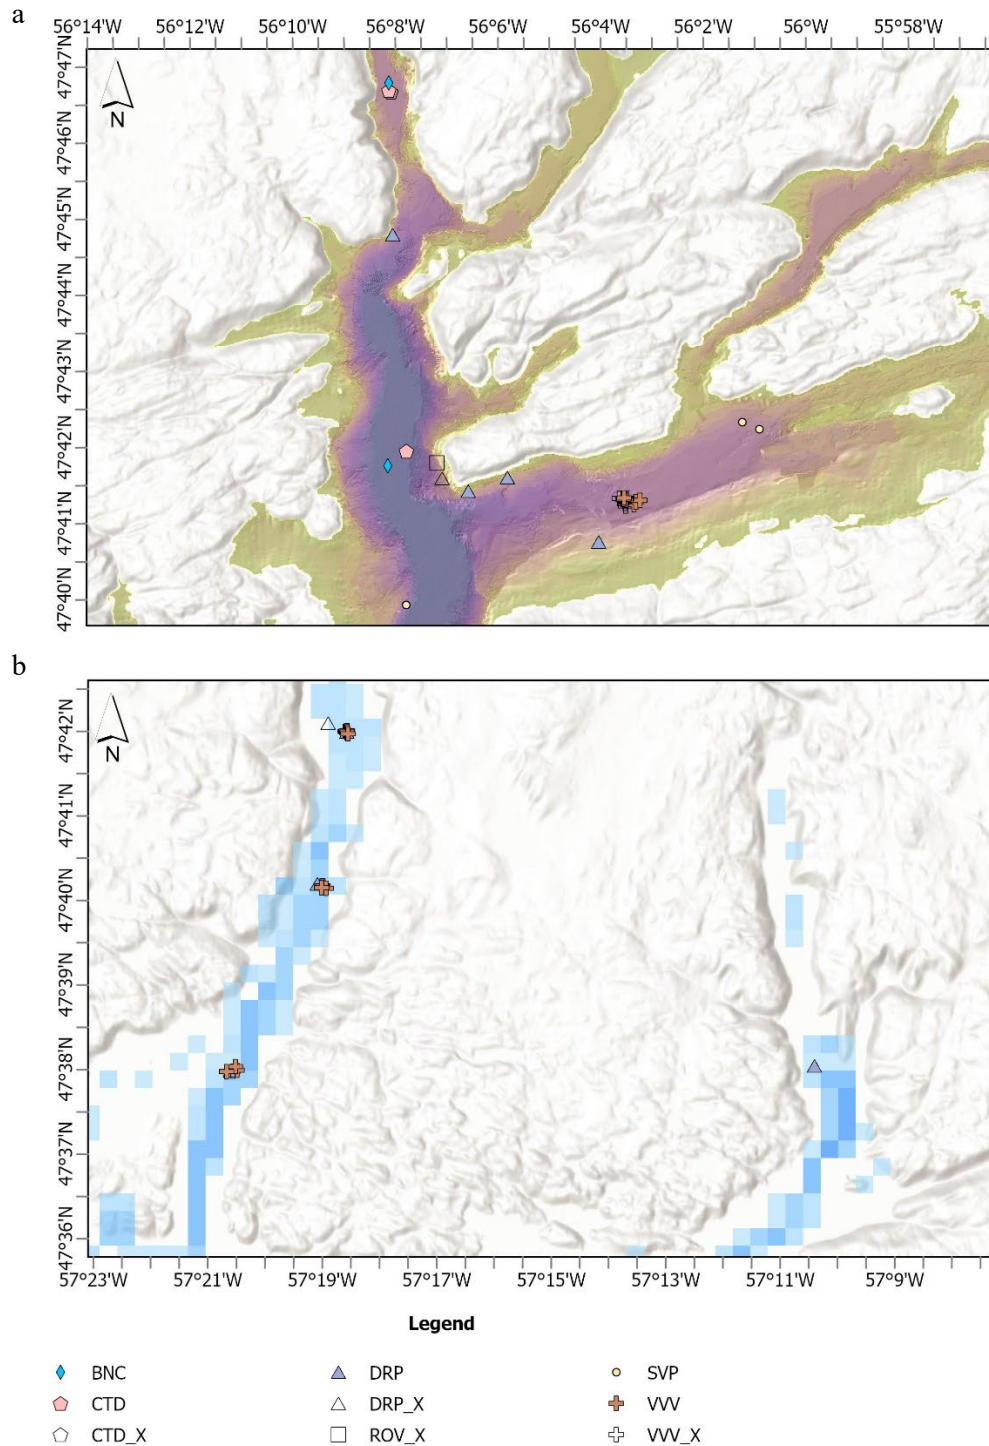 a
56°14'W 56°12'W 56°10'W 56°8'W 56°6'W 56°4'W 56°2'W 56°W 55°58'W
47°47'N
47°46'N
47°45'N
47°44'N
47°43'N
47°42'N
47°41'N
47°40'N
N
b
47°42'N
47°41'N
47°40'N
47°39'N
47°38'N
47°37'N
47°36'N
N
57°23'W 57°21'W 57°19'W 57°17'W 57°15'W 57°13'W 57°11'W 57°9'W
Legend
BNC DRP SVP
CTD DRP_X VVV
CTD_X ROV_X VVV_X